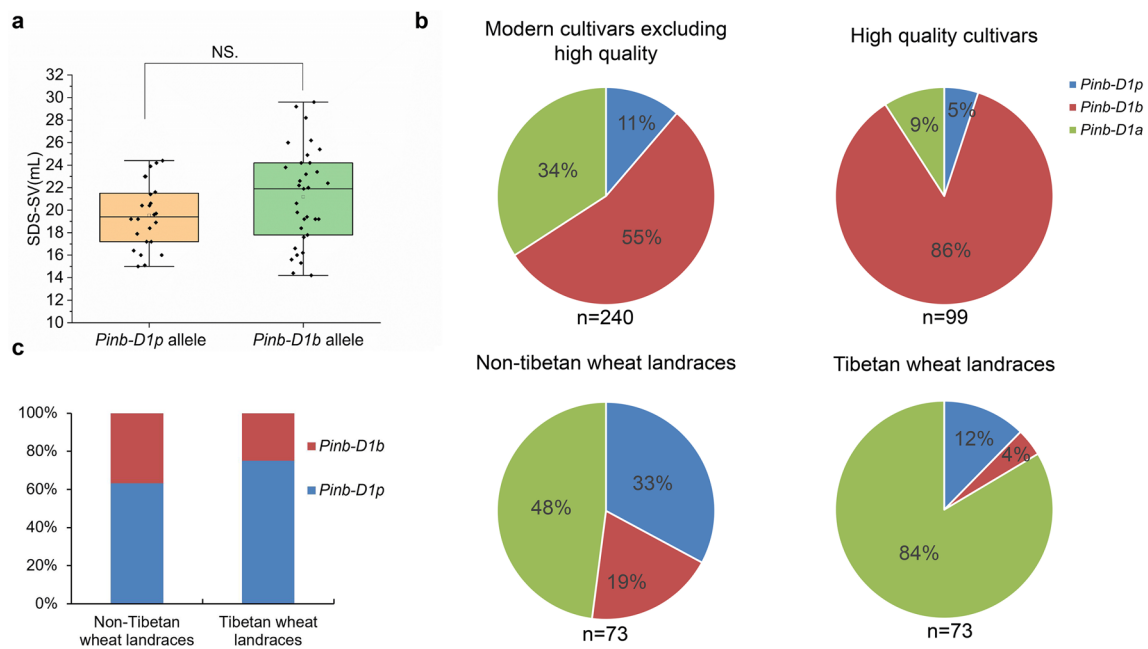 a
NS.
SDS-SV(mL)
32
30
28
26
24
22
20
18
16
14
12
10
Pinb-D1p allele
Pinb-D1b allele
b
Modern cultivars excluding
high quality
11%
55%
34%
n=240
High quality cultivars
5%
86%
9%
n=99
Pinb-D1p
Pinb-D1b
Pinb-D1a
Non-tibetan wheat landraces
33%
19%
48%
n=73
Tibetan wheat landraces
12%
4%
84%
n=73
c
100%
80%
60%
40%
20%
0%
Pinb-D1b
Pinb-D1p
Non-Tibetan
wheat landraces
Tibetan wheat
landraces